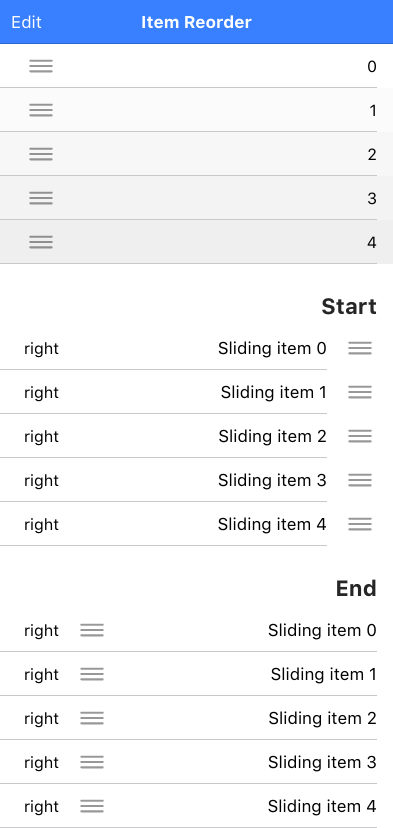 Edit Item Reorder
0
1
2
3
4
Start
right Sliding item 0
right Sliding item 1
right Sliding item 2
right Sliding item 3
right Sliding item 4
End
right Sliding item 0
right Sliding item 1
right Sliding item 2
right Sliding item 3
right Sliding item 4